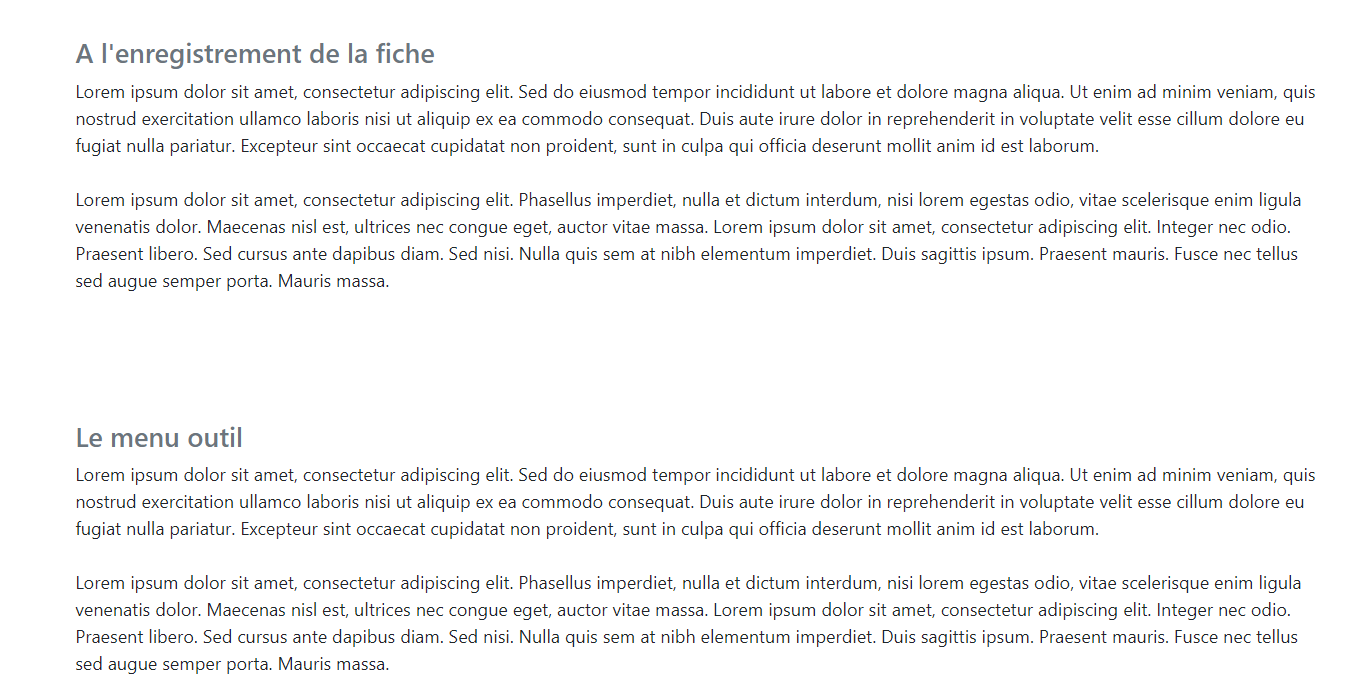 A l'enregistrement de la fiche
Lorem ipsum dolor sit amet, consectetur adipiscing elit. Sed do eiusmod tempor incididunt ut labore et dolore magna aliqua. Ut enim ad minim veniam, quis
nostrud exercitation ullamco laboris nisi ut aliquip ex ea commodo consequat. Duis aute irure dolor in reprehenderit in voluptate velit esse cillum dolore eu
fugiat nulla pariatur. Excepteur sint occaecat cupidatat non proident, sunt in culpa qui officia deserunt mollit anim id est laborum.
Lorem ipsum dolor sit amet, consectetur adipiscing elit. Phasellus imperdiet, nulla et dictum interdum, nisi lorem egestas odio, vitae scelerisque enim ligula
venenatis dolor. Maecenas nisl est, ultrices nec congue eget, auctor vitae massa. Lorem ipsum dolor sit amet, consectetur adipiscing elit. Integer nec odio.
Praesent libero. Sed cursus ante dapibus diam. Sed nisi. Nulla quis sem at nibh elementum imperdiet. Duis sagittis ipsum. Praesent mauris. Fusce nec tellus
sed augue semper porta. Mauris massa.
Le menu outil
Lorem ipsum dolor sit amet, consectetur adipiscing elit. Sed do eiusmod tempor incididunt ut labore et dolore magna aliqua. Ut enim ad minim veniam, quis
nostrud exercitation ullamco laboris nisi ut aliquip ex ea commodo consequat. Duis aute irure dolor in reprehenderit in voluptate velit esse cillum dolore eu
fugiat nulla pariatur. Excepteur sint occaecat cupidatat non proident, sunt in culpa qui officia deserunt mollit anim id est laborum.
Lorem ipsum dolor sit amet, consectetur adipiscing elit. Phasellus imperdiet, nulla et dictum interdum, nisi lorem egestas odio, vitae scelerisque enim ligula
venenatis dolor. Maecenas nisl est, ultrices nec congue eget, auctor vitae massa. Lorem ipsum dolor sit amet, consectetur adipiscing elit. Integer nec odio.
Praesent libero. Sed cursus ante dapibus diam. Sed nisi. Nulla quis sem at nibh elementum imperdiet. Duis sagittis ipsum. Praesent mauris. Fusce nec tellus
sed augue semper porta. Mauris massa.